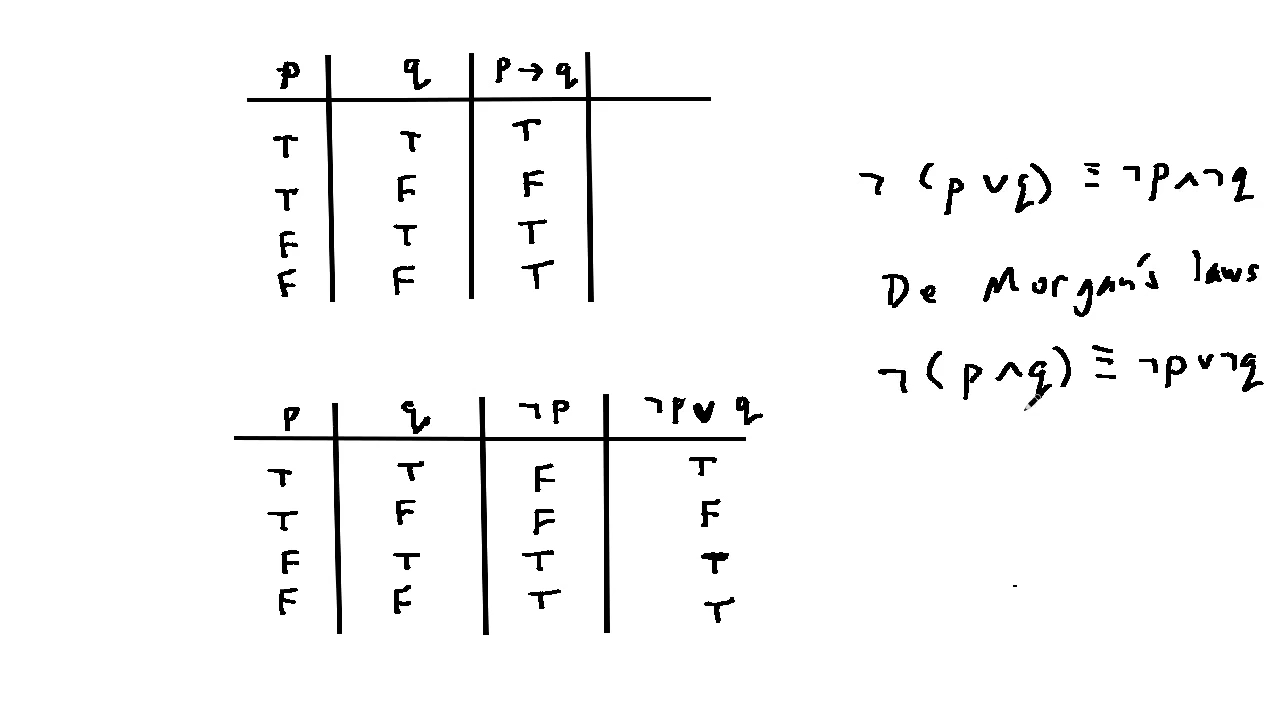 p q p → q
T T T
T F F
F T T
F F T
¬ (p ∨ q) ≡ ¬p ∧ ¬q
De Morgan's laws
¬ (p ∧ q) ≡ ¬p ∨ ¬q
p q ¬p ¬p ∨ q
T T F T
T F F F
F T T T
F F T T